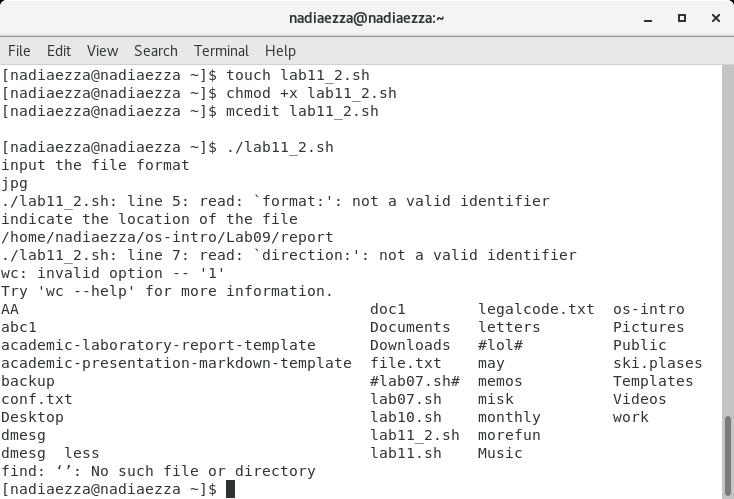 nadiaezza@nadiaezza:~
File Edit View Search Terminal Help
[nadiaezza@nadiaezza ~]$ touch lab11_2.sh
[nadiaezza@nadiaezza ~]$ chmod +x lab11_2.sh
[nadiaezza@nadiaezza ~]$ mcedit lab11_2.sh
[nadiaezza@nadiaezza ~]$ ./lab11_2.sh
input the file format
jpg
./lab11_2.sh: line 5: read: `format:': not a valid identifier
indicate the location of the file
/home/nadiaezza/os-intro/Lab09/report
./lab11_2.sh: line 7: read: `direction:': not a valid identifier
wc: invalid option -- '1'
Try 'wc --help' for more information.
AA doc1 legalcode.txt os-intro
abc1 Documents letters Pictures
academic-laboratory-report-template Downloads #lol# Public
academic-presentation-markdown-template file.txt may ski.plases
backup #lab07.sh# memos Templates
conf.txt lab07.sh misk Videos
Desktop lab10.sh monthly work
dmesg lab11_2.sh morefun
dmesg less lab11.sh Music
find: ‘’: No such file or directory
[nadiaezza@nadiaezza ~]$